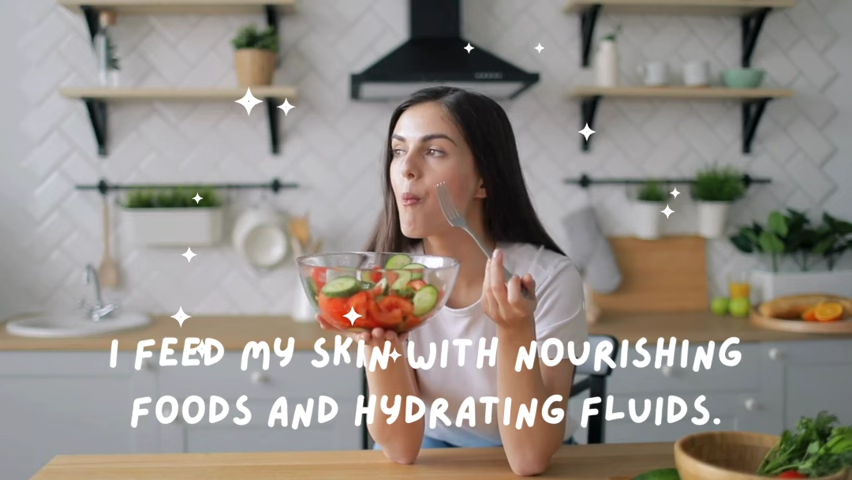 I FEED MY SKIN WITH NOURISHING
FOODS AND HYDRATING FLUIDS.